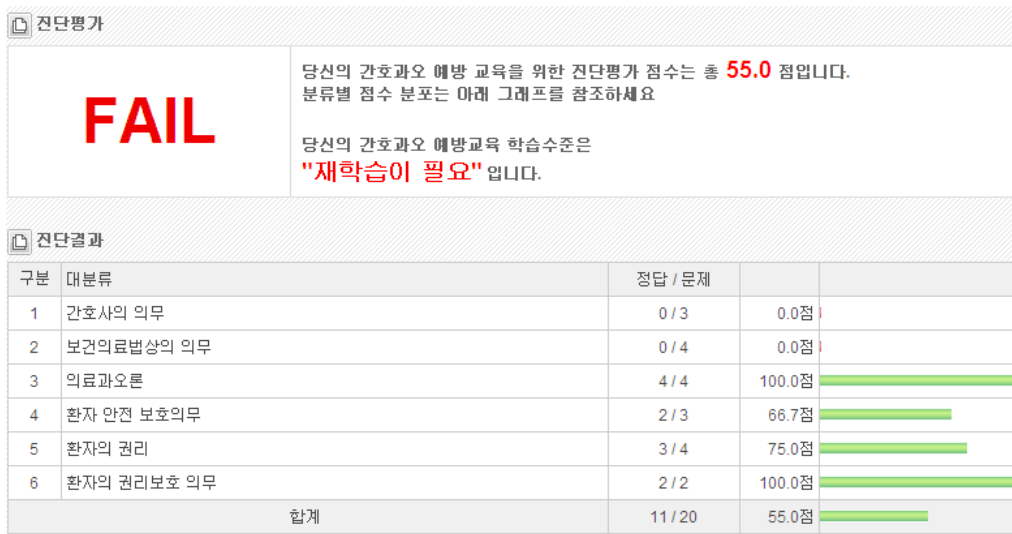 진단평가
FAIL
당신의 간호과오 예방 교육을 위한 진단평가 점수는 총 55.0 점입니다.
분류별 점수 분포는 아래 그래프를 참조하세요
당신의 간호과오 예방교육 학습수준은
"재학습이 필요" 입니다.
진단결과
구분 대분류 정답 / 문제
1 간호사의 의무 0 / 3 0.0점
2 보건의료법상의 의무 0 / 4 0.0점
3 의료과오론 4 / 4 100.0점
4 환자 안전 보호의무 2 / 3 66.7점
5 환자의 권리 3 / 4 75.0점
6 환자의 권리보호 의무 2 / 2 100.0점
합계 11 / 20 55.0점